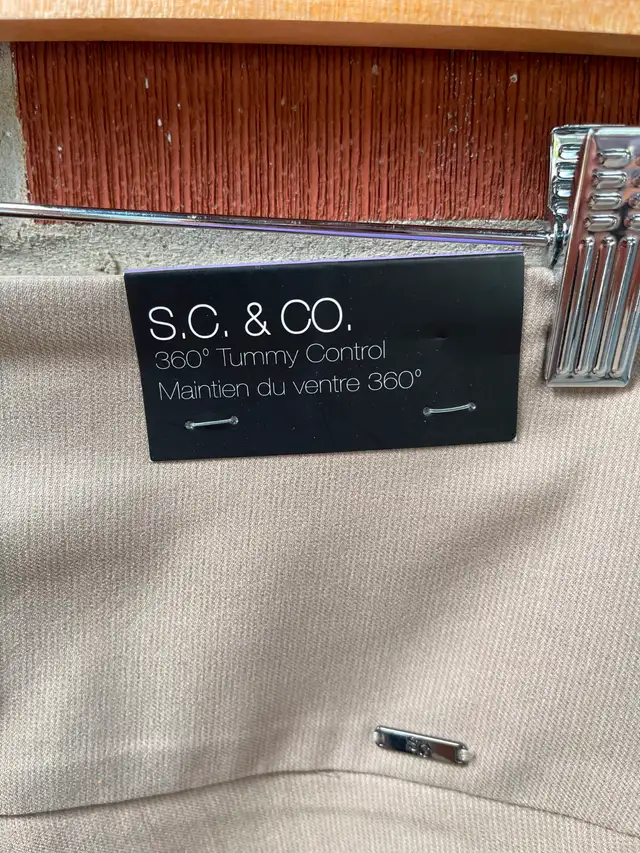 S.C. & CO.
360° Tummy Control
Maintien du ventre 360°